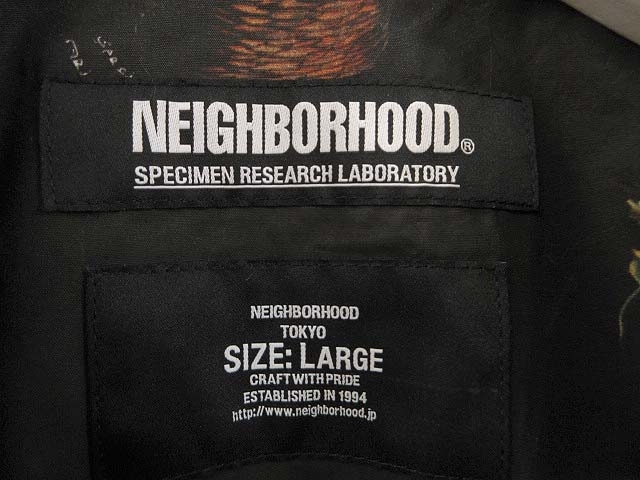 NEIGHBORHOOD®
SPECIMEN RESEARCH LABORATORY
NEIGHBORHOOD
TOKYO
SIZE: LARGE
CRAFT WITH PRIDE
ESTABLISHED IN 1994
http://www.neighborhood.jp